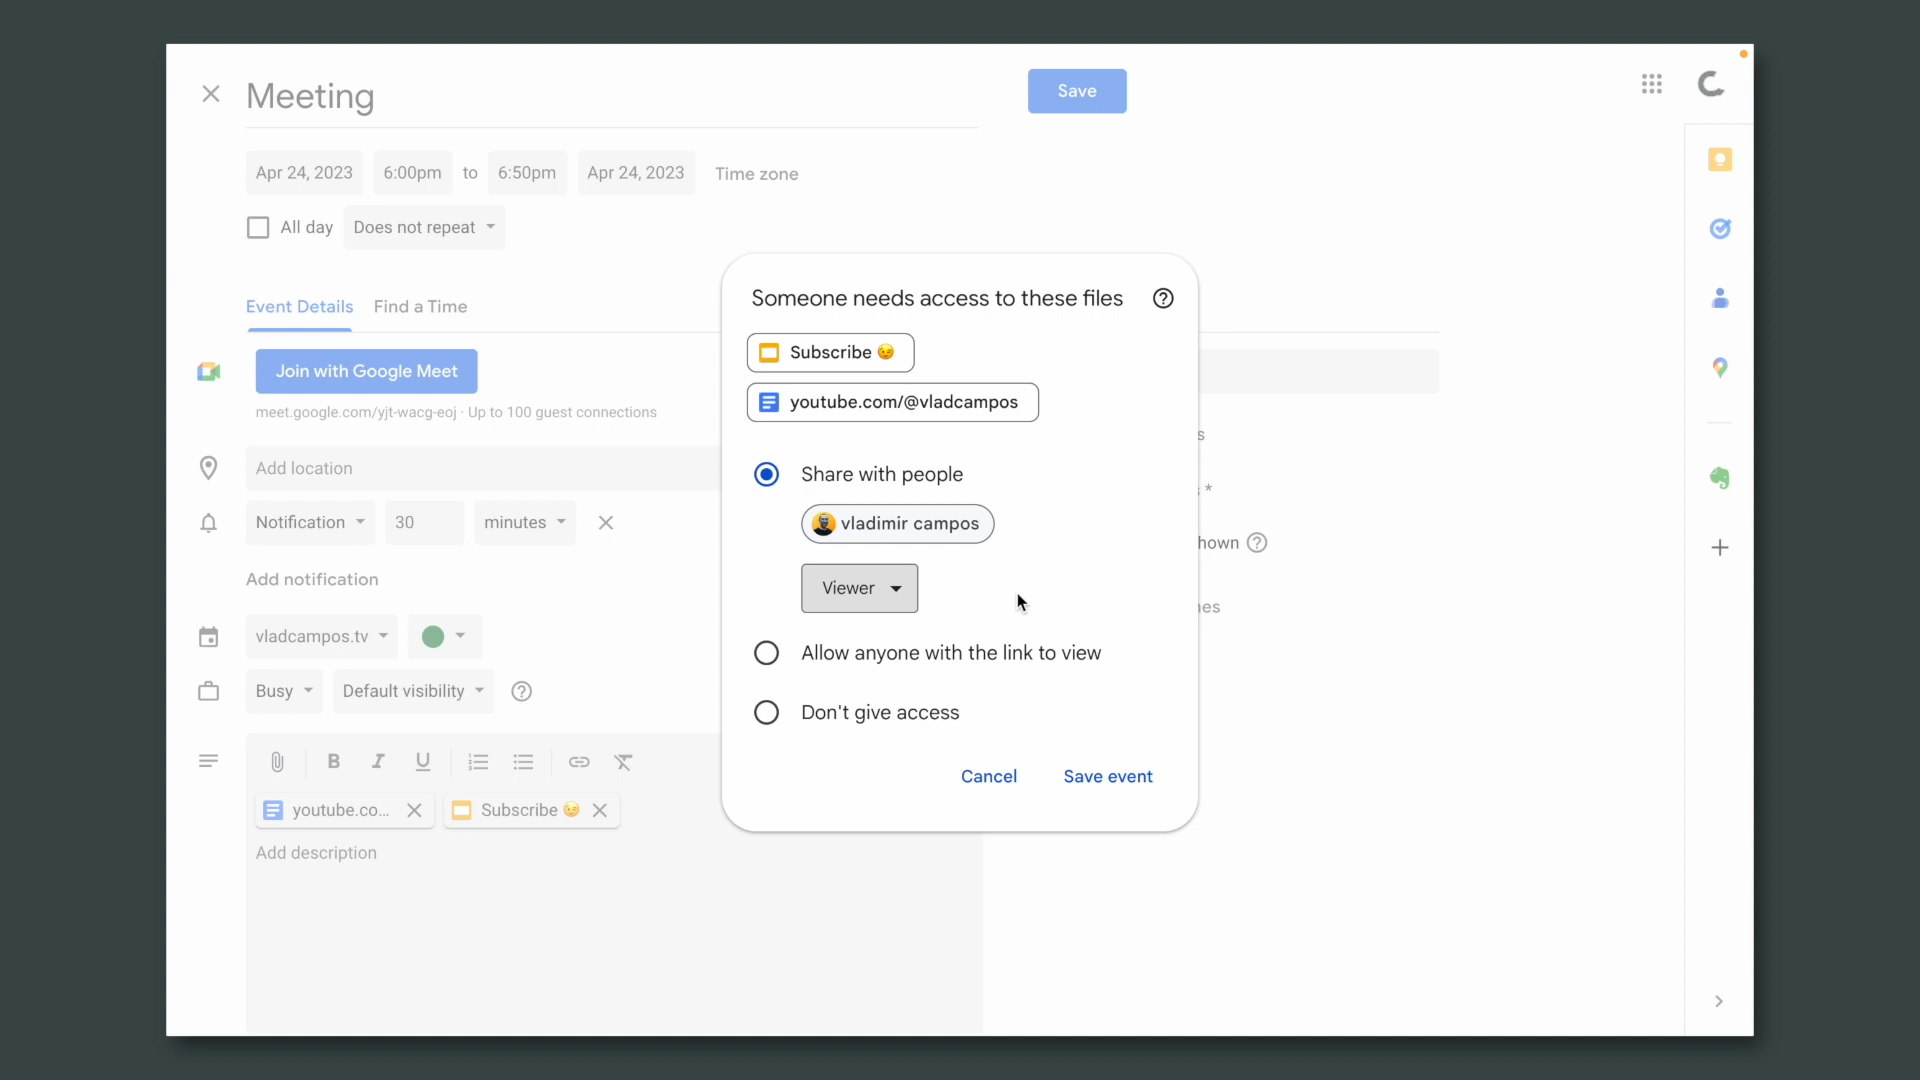 Meeting
Save
Apr 24, 2023 6:00pm to 6:50pm Apr 24, 2023 Time zone
All day Does not repeat
Event Details Find a Time
Join with Google Meet
meet.google.com/yjt-wacg-eoj · Up to 100 guest connections
Add location
Notification 30 minutes
Add notification
vladcampos.tv
Busy Default visibility
B I U
youtube.co... Subscribe 😉
Add description
Someone needs access to these files
Subscribe 😉
youtube.com/@vladcampos
Share with people
vladimir campos
Viewer
Allow anyone with the link to view
Don't give access
Cancel Save event